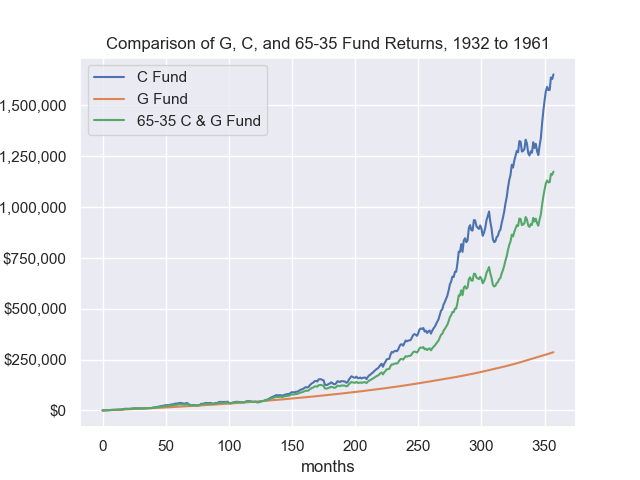 Comparison of G, C, and 65-35 Fund Returns, 1932 to 1961
C Fund
G Fund
65-35 C & G Fund
1,500,000
1,250,000
1,000,000
$750,000
$500,000
$250,000
$0
0 50 100 150 200 250 300 350
months